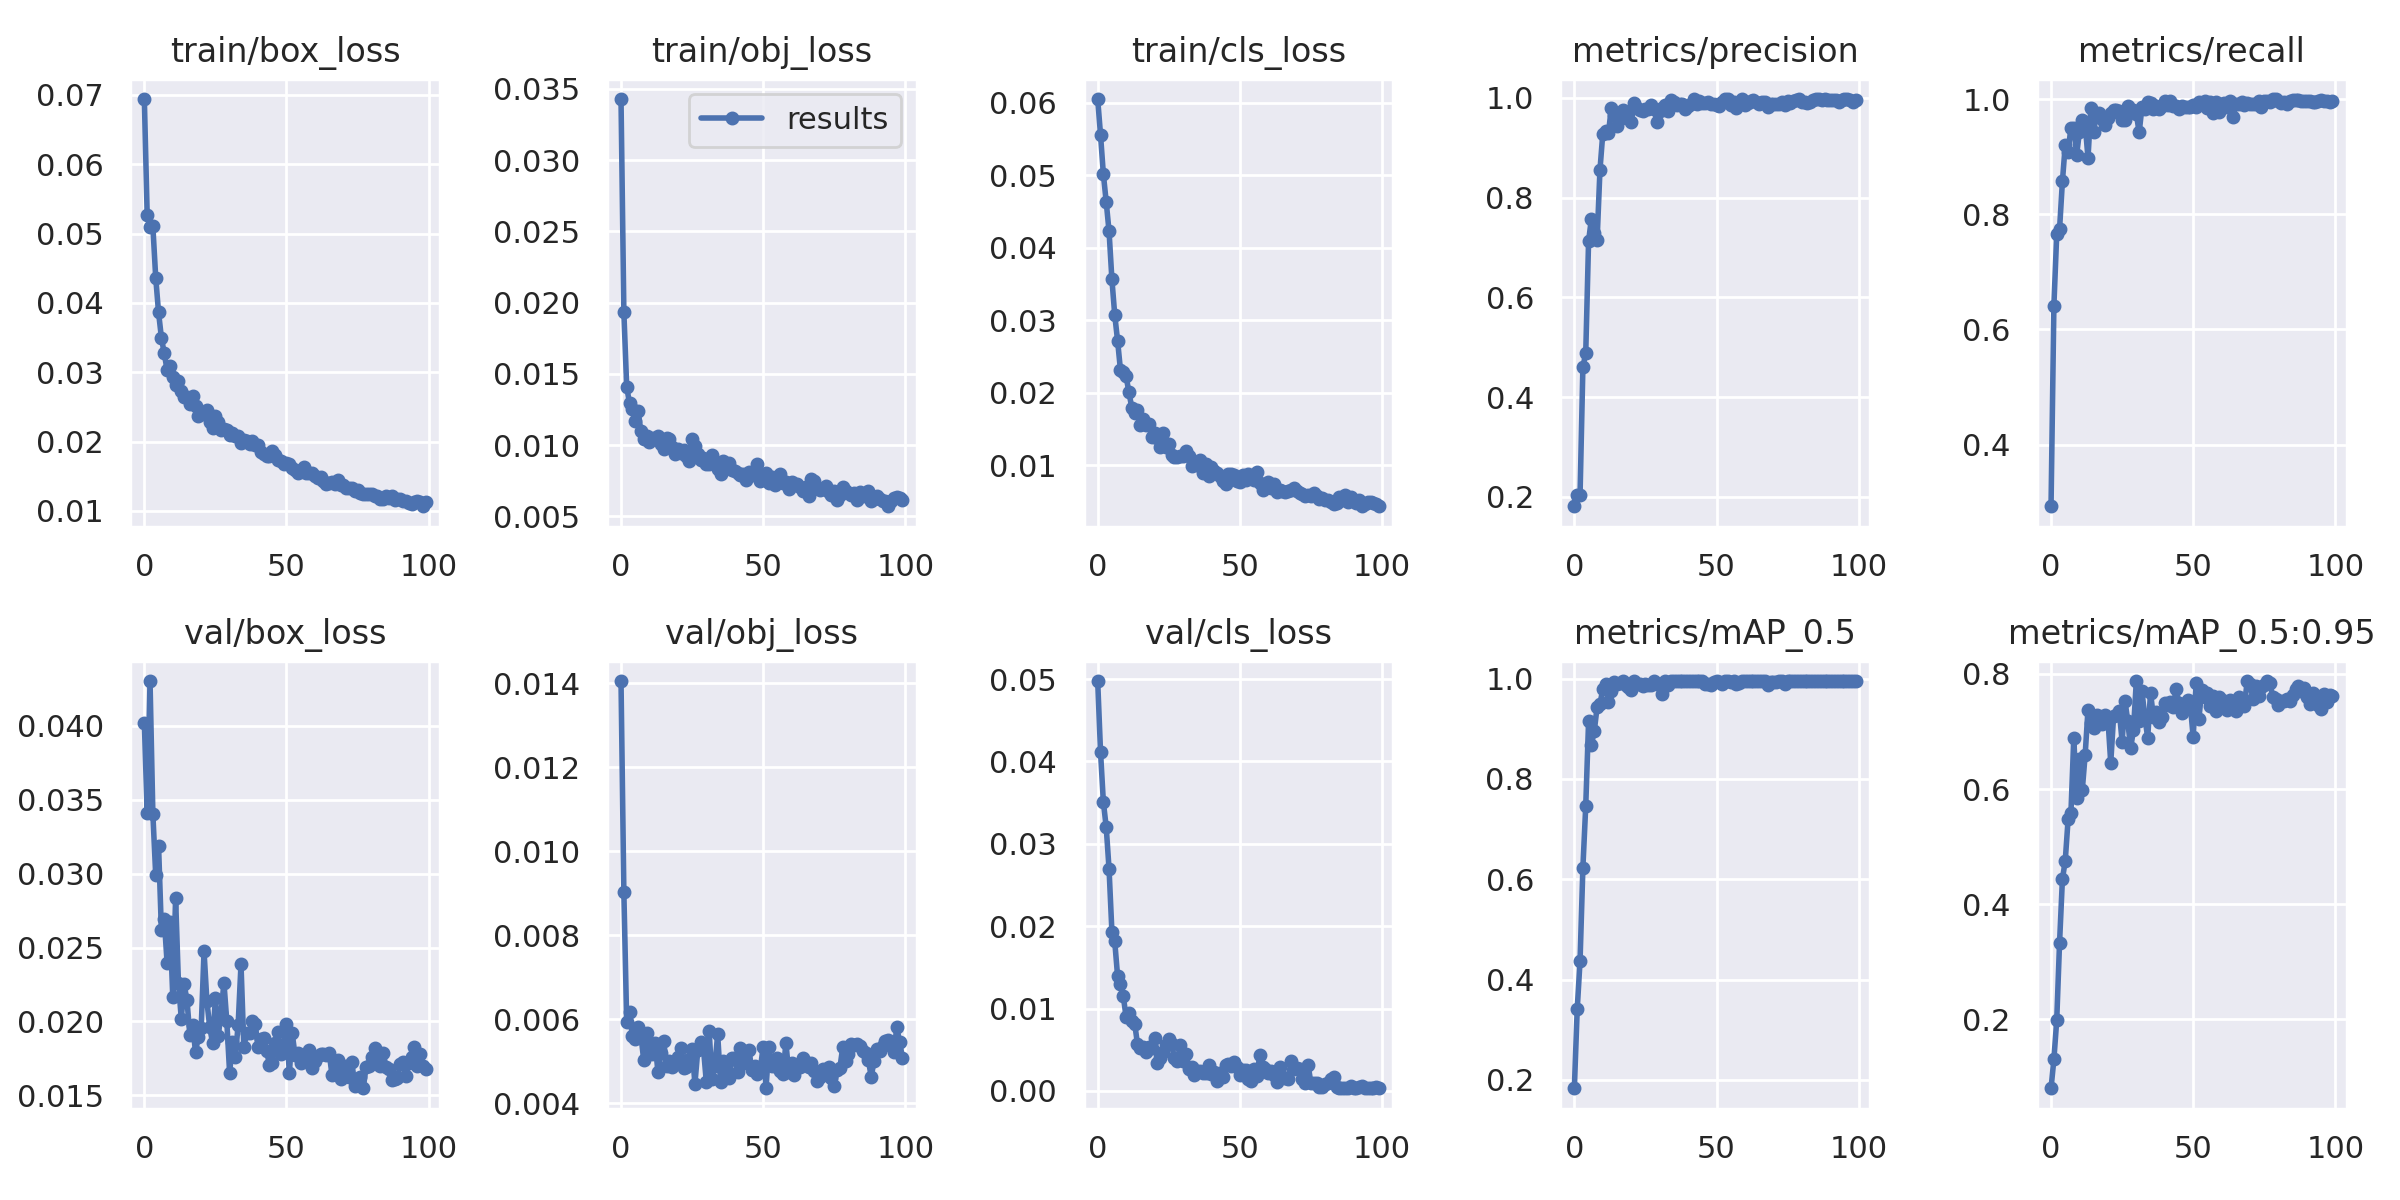 train/box_loss
0.07
0.06
0.05
0.04
0.03
0.02
0.01
0 50 100
train/obj_loss
results
0.035
0.030
0.025
0.020
0.015
0.010
0.005
0 50 100
train/cls_loss
0.06
0.05
0.04
0.03
0.02
0.01
0 50 100
metrics/precision
1.0
0.8
0.6
0.4
0.2
0 50 100
metrics/recall
1.0
0.8
0.6
0.4
0 50 100
val/box_loss
0.040
0.035
0.030
0.025
0.020
0.015
0 50 100
val/obj_loss
0.014
0.012
0.010
0.008
0.006
0.004
0 50 100
val/cls_loss
0.05
0.04
0.03
0.02
0.01
0.00
0 50 100
metrics/mAP_0.5
1.0
0.8
0.6
0.4
0.2
0 50 100
metrics/mAP_0.5:0.95
0.8
0.6
0.4
0.2
0 50 100